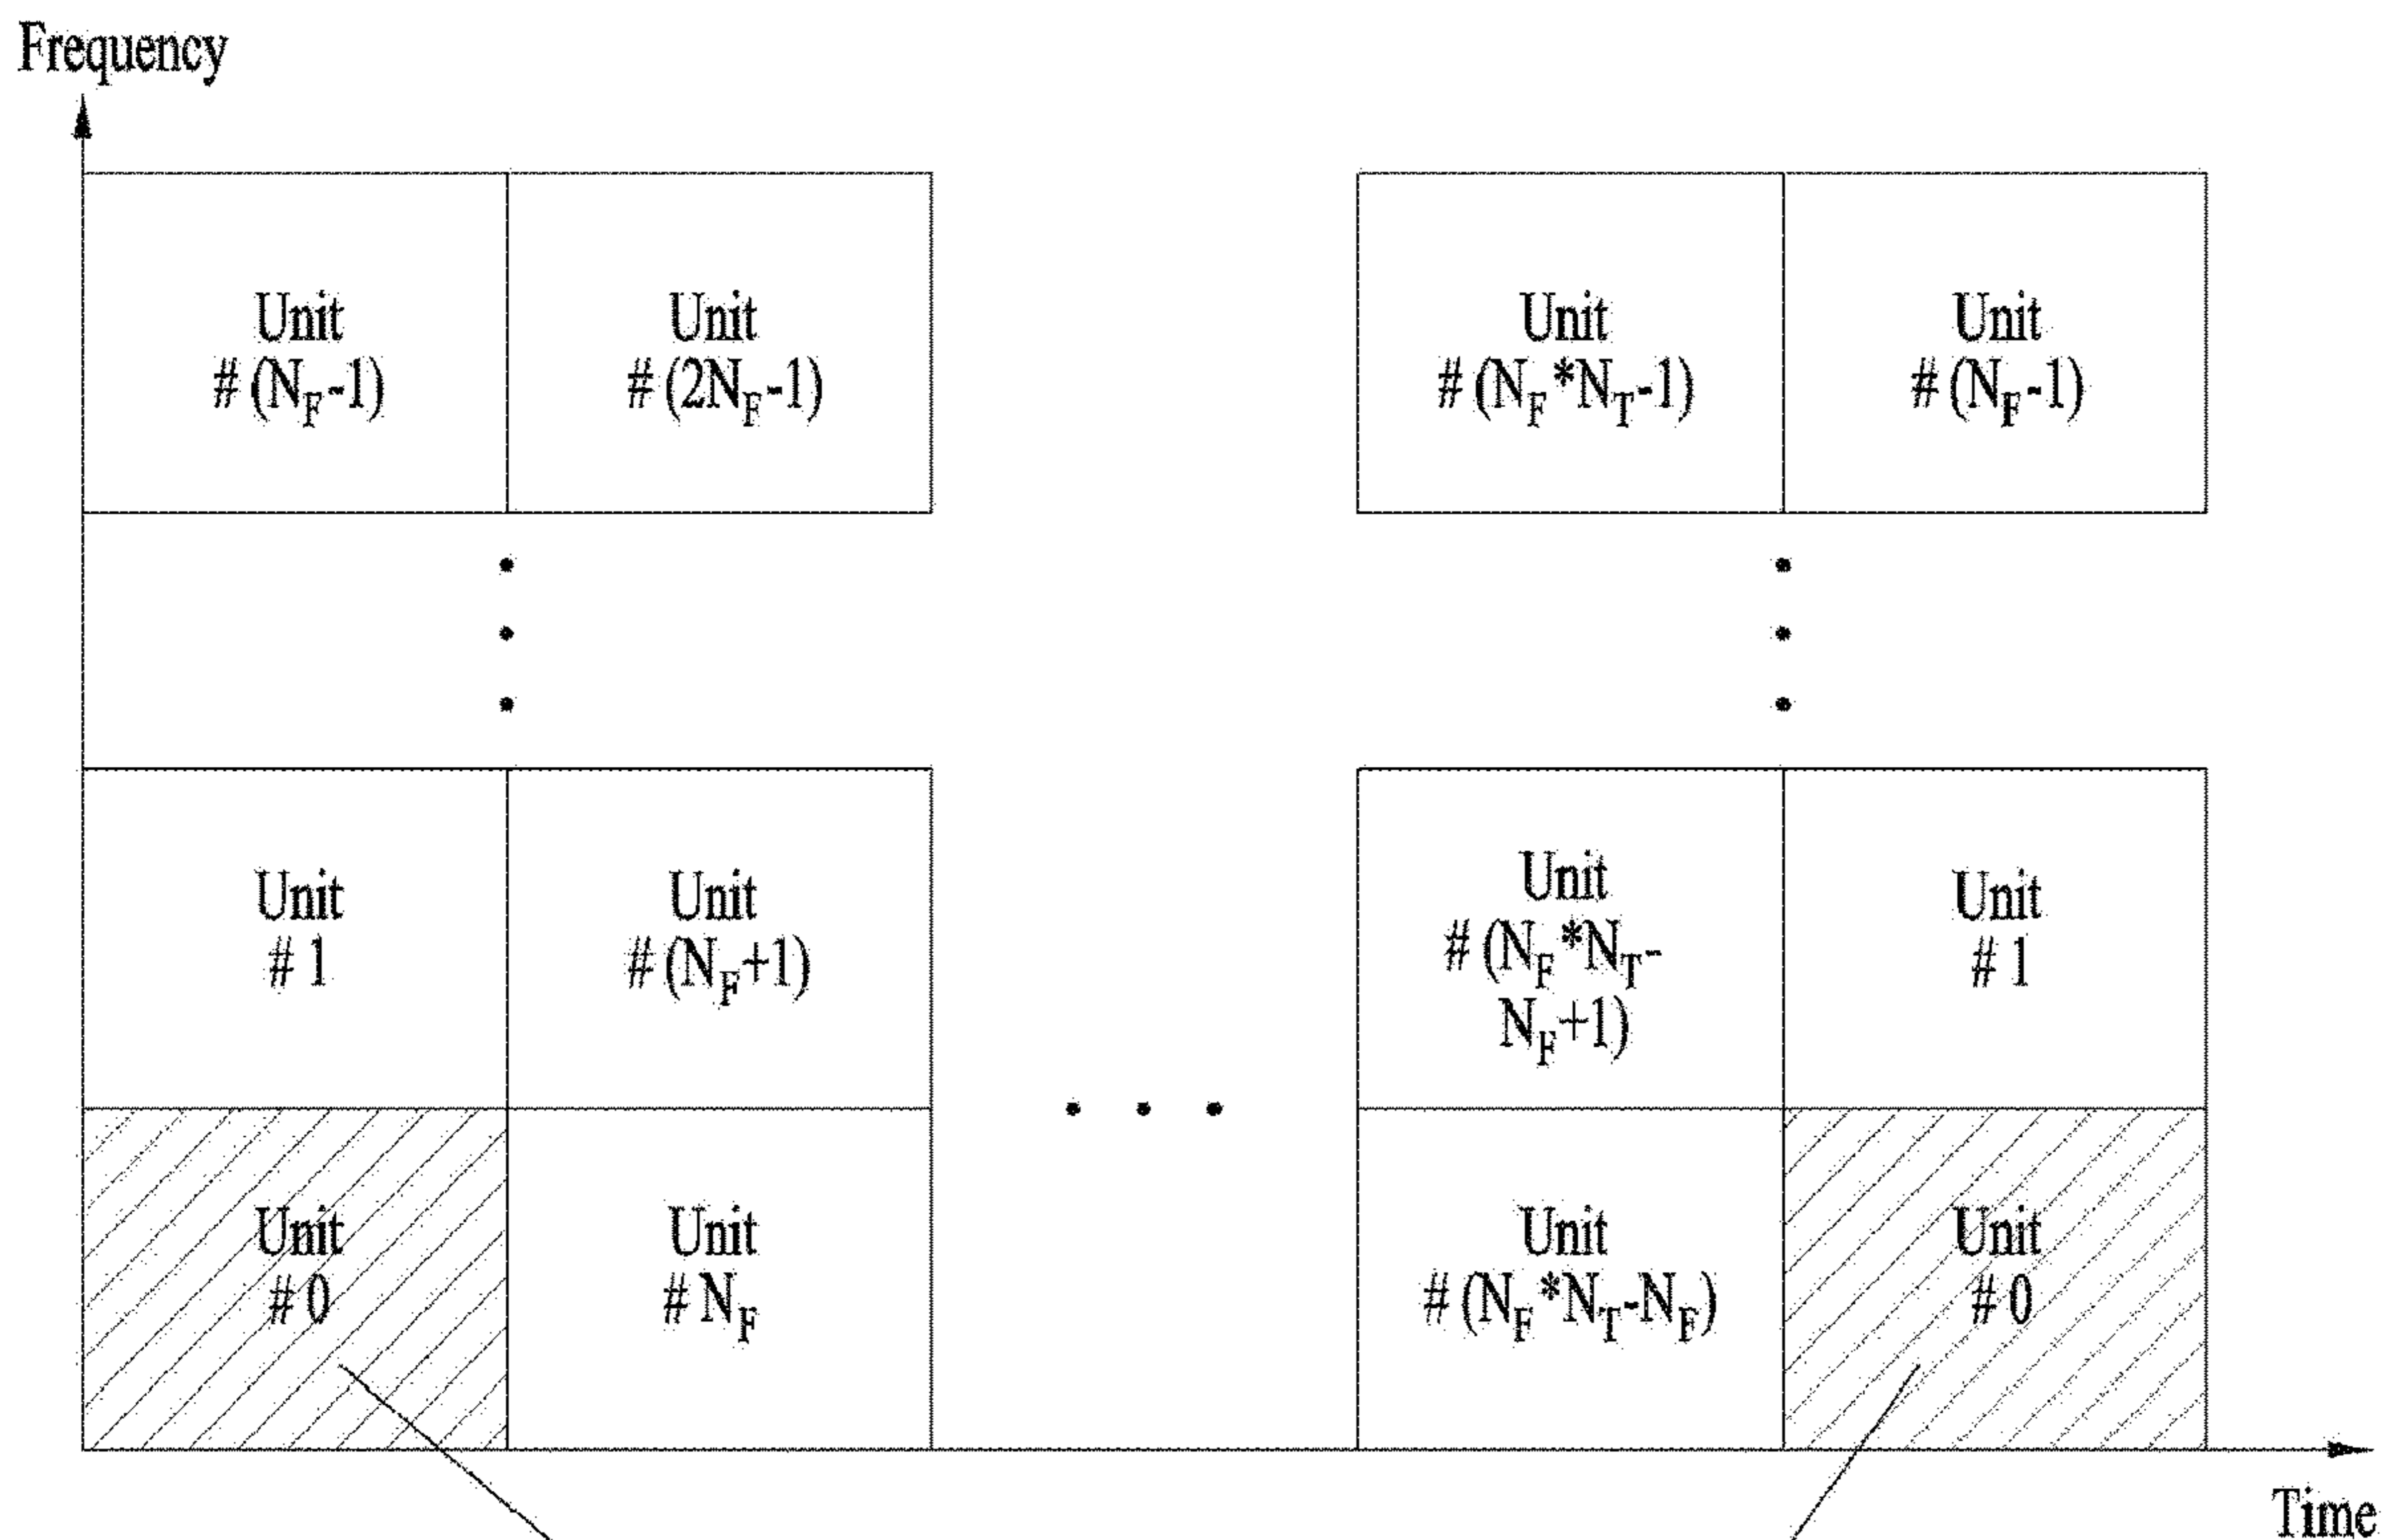 Frequency
Unit
# (N_F-1)
Unit
# (2N_F-1)
Unit
# (N_F*N_T-1)
Unit
# (N_F-1)
Unit
# 1
Unit
# (N_F+1)
Unit
# (N_F*N_T-
N_F+1)
Unit
# 1
Unit
# 0
Unit
# N_F
Unit
# (N_F*N_T-N_F)
Unit
# 0
Time